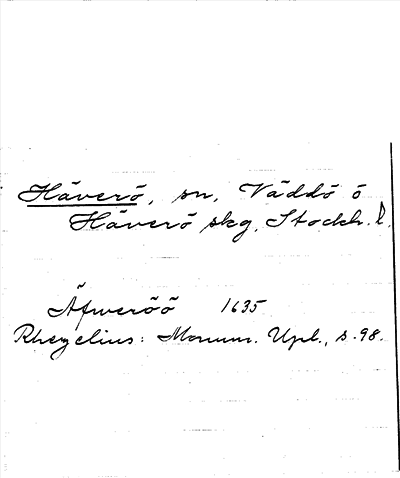 Häverö, sn, Väddö o
Häverö skg, Stockh. l.
Äfweröö 1635
Rhezelius: Monum. Upl., s. 98.